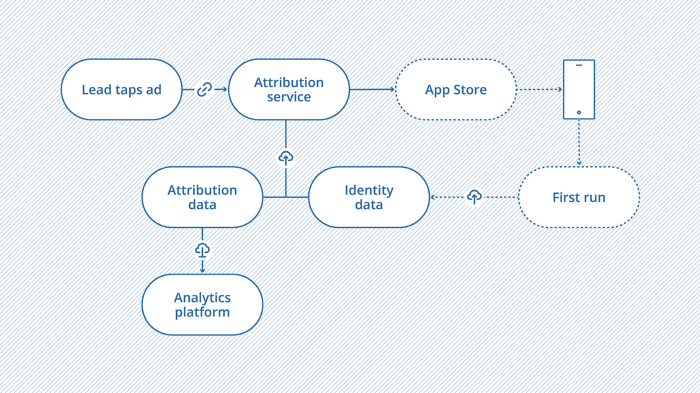 Lead taps ad
Attribution
service
App Store
Attribution
data
Identity
data
First run
Analytics
platform